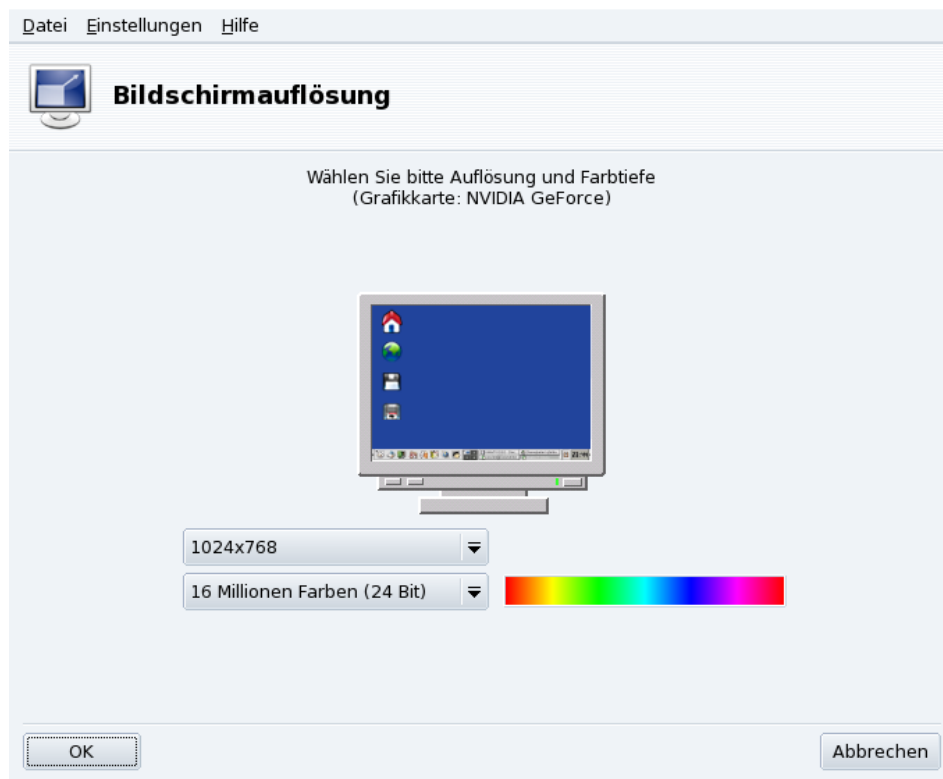 Datei Einstellungen Hilfe
Bildschirmauflösung
Wählen Sie bitte Auflösung und Farbtiefe
(Grafikkarte: NVIDIA GeForce)
1024x768
16 Millionen Farben (24 Bit)
OK Abbrechen